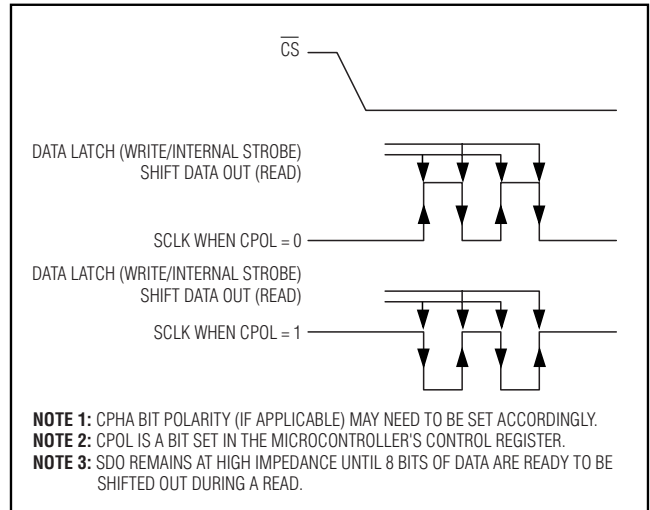 CS
DATA LATCH (WRITE/INTERNAL STROBE)
SHIFT DATA OUT (READ)
SCLK WHEN CPOL = 0
DATA LATCH (WRITE/INTERNAL STROBE)
SHIFT DATA OUT (READ)
SCLK WHEN CPOL = 1
NOTE 1: CPHA BIT POLARITY (IF APPLICABLE) MAY NEED TO BE SET ACCORDINGLY.
NOTE 2: CPOL IS A BIT SET IN THE MICROCONTROLLER'S CONTROL REGISTER.
NOTE 3: SDO REMAINS AT HIGH IMPEDANCE UNTIL 8 BITS OF DATA ARE READY TO BE
SHIFTED OUT DURING A READ.